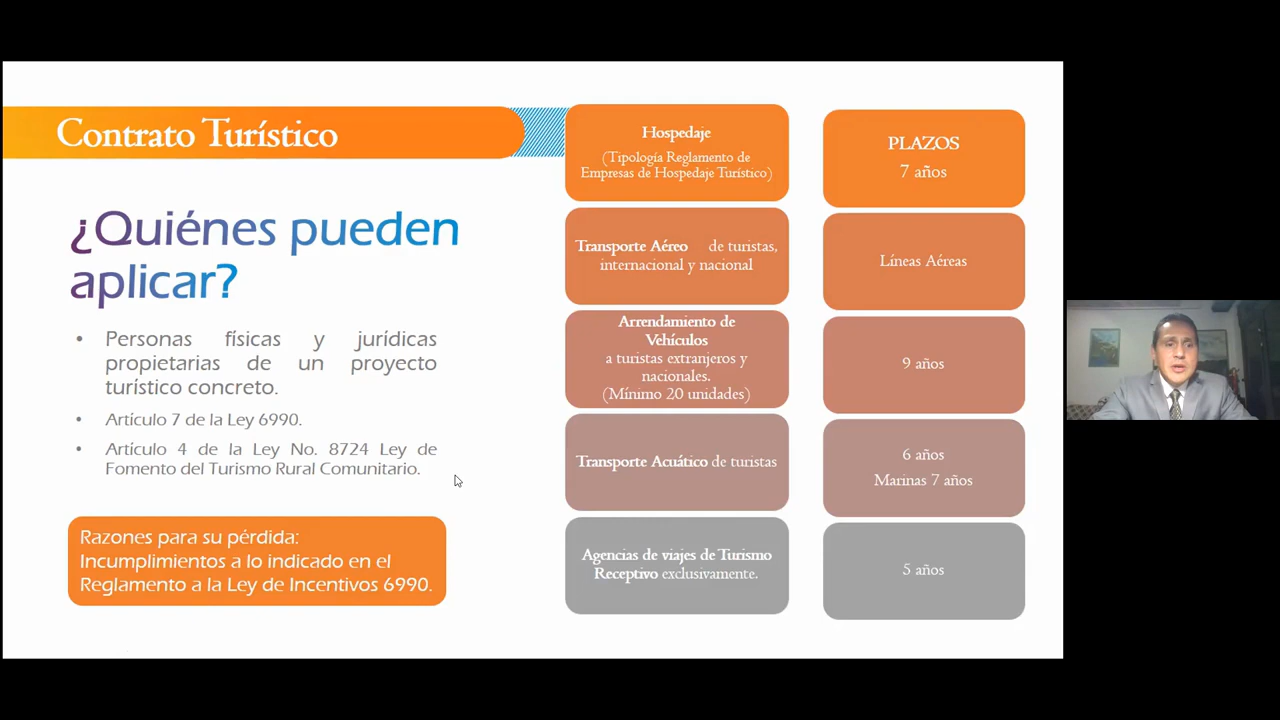 Contrato Turístico
¿Quiénes pueden
aplicar?
• Personas físicas y jurídicas
propietarias de un proyecto
turístico concreto.
• Artículo 7 de la Ley 6990.
• Artículo 4 de la Ley No. 8724 Ley de
Fomento del Turismo Rural Comunitario.
Razones para su pérdida:
Incumplimientos a lo indicado en el
Reglamento a la Ley de Incentivos 6990.
Hospedaje
(Tipología Reglamento de
Empresas de Hospedaje Turístico)
PLAZOS
7 años
Transporte Aéreo de turistas,
internacional y nacional
Líneas Aéreas
Arrendamiento de
Vehículos
a turistas extranjeros y
nacionales.
(Mínimo 20 unidades)
9 años
Transporte Acuático de turistas
6 años
Marinas 7 años
Agencias de viajes de Turismo
Receptivo exclusivamente.
5 años